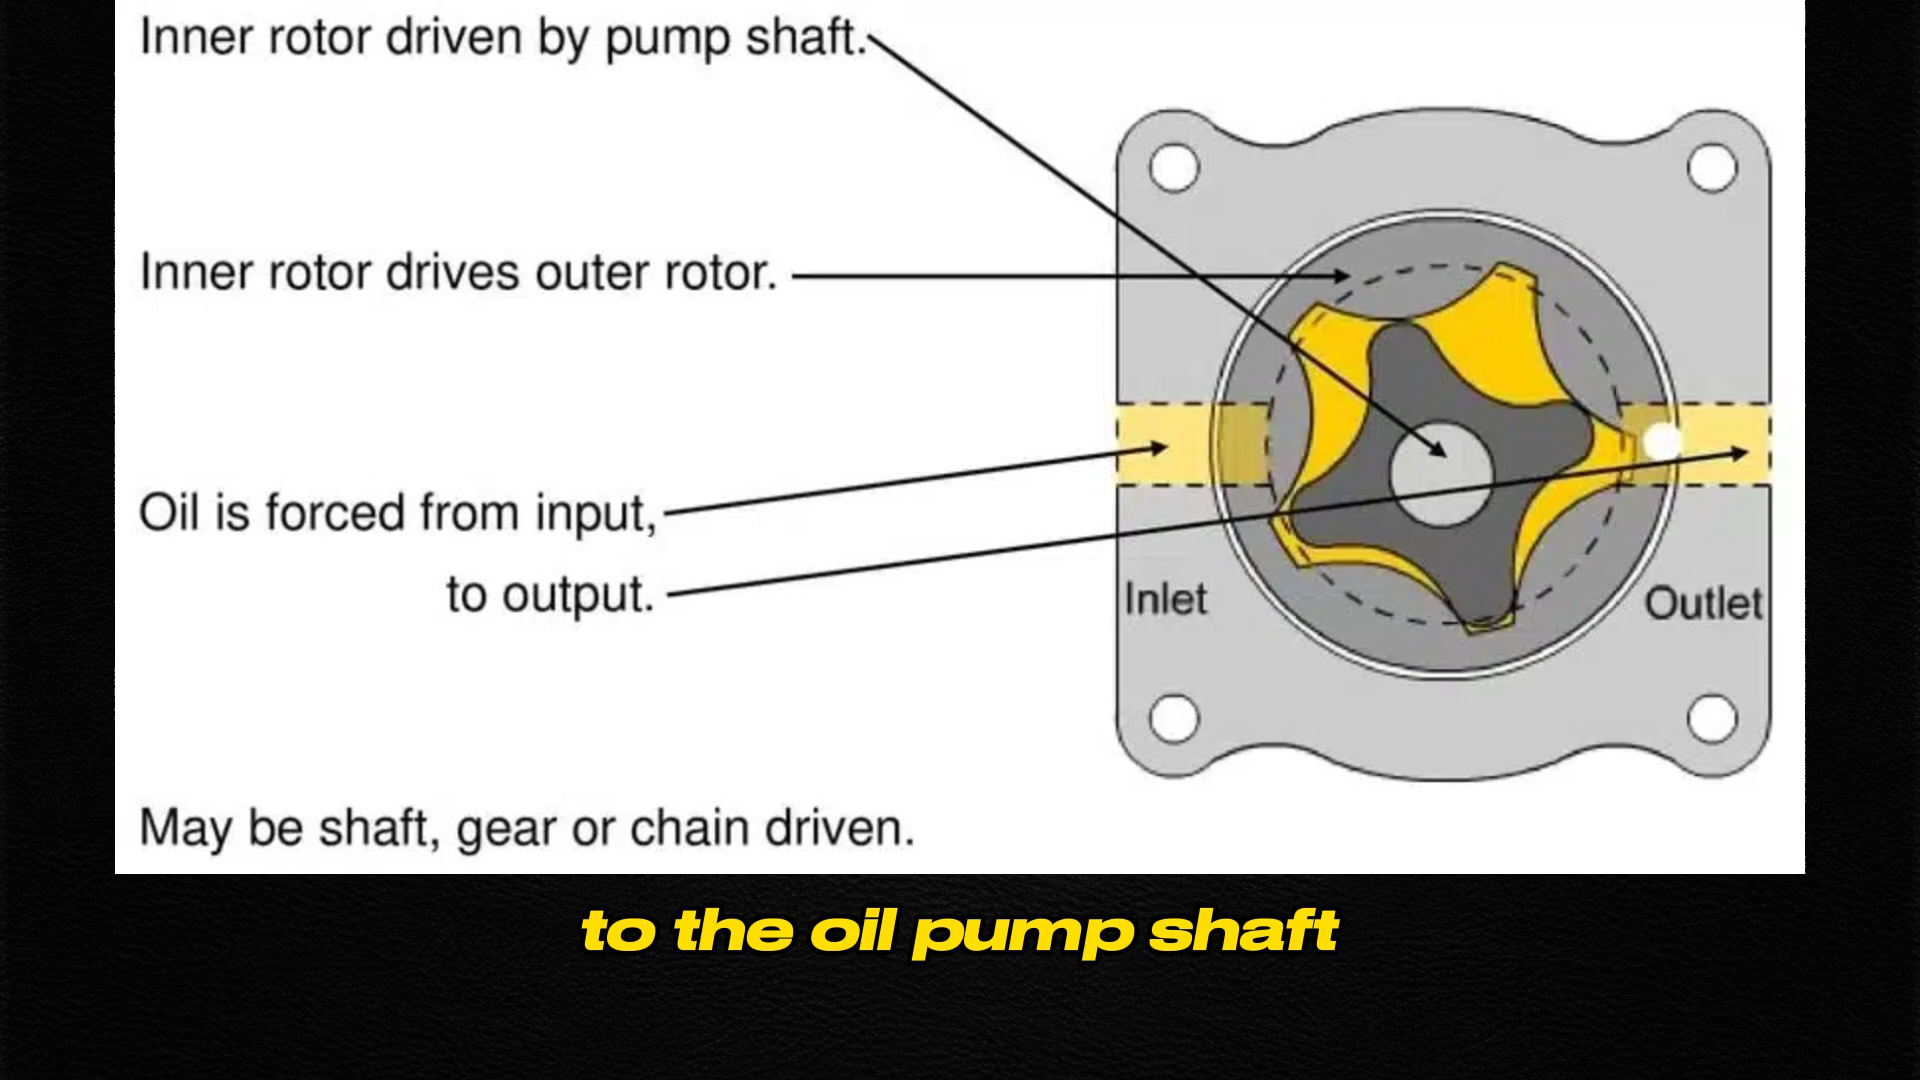 Inner rotor driven by pump shaft.
Inner rotor drives outer rotor.
Oil is forced from input,
to output.
Inlet
Outlet
May be shaft, gear or chain driven.
to the oil pump shaft